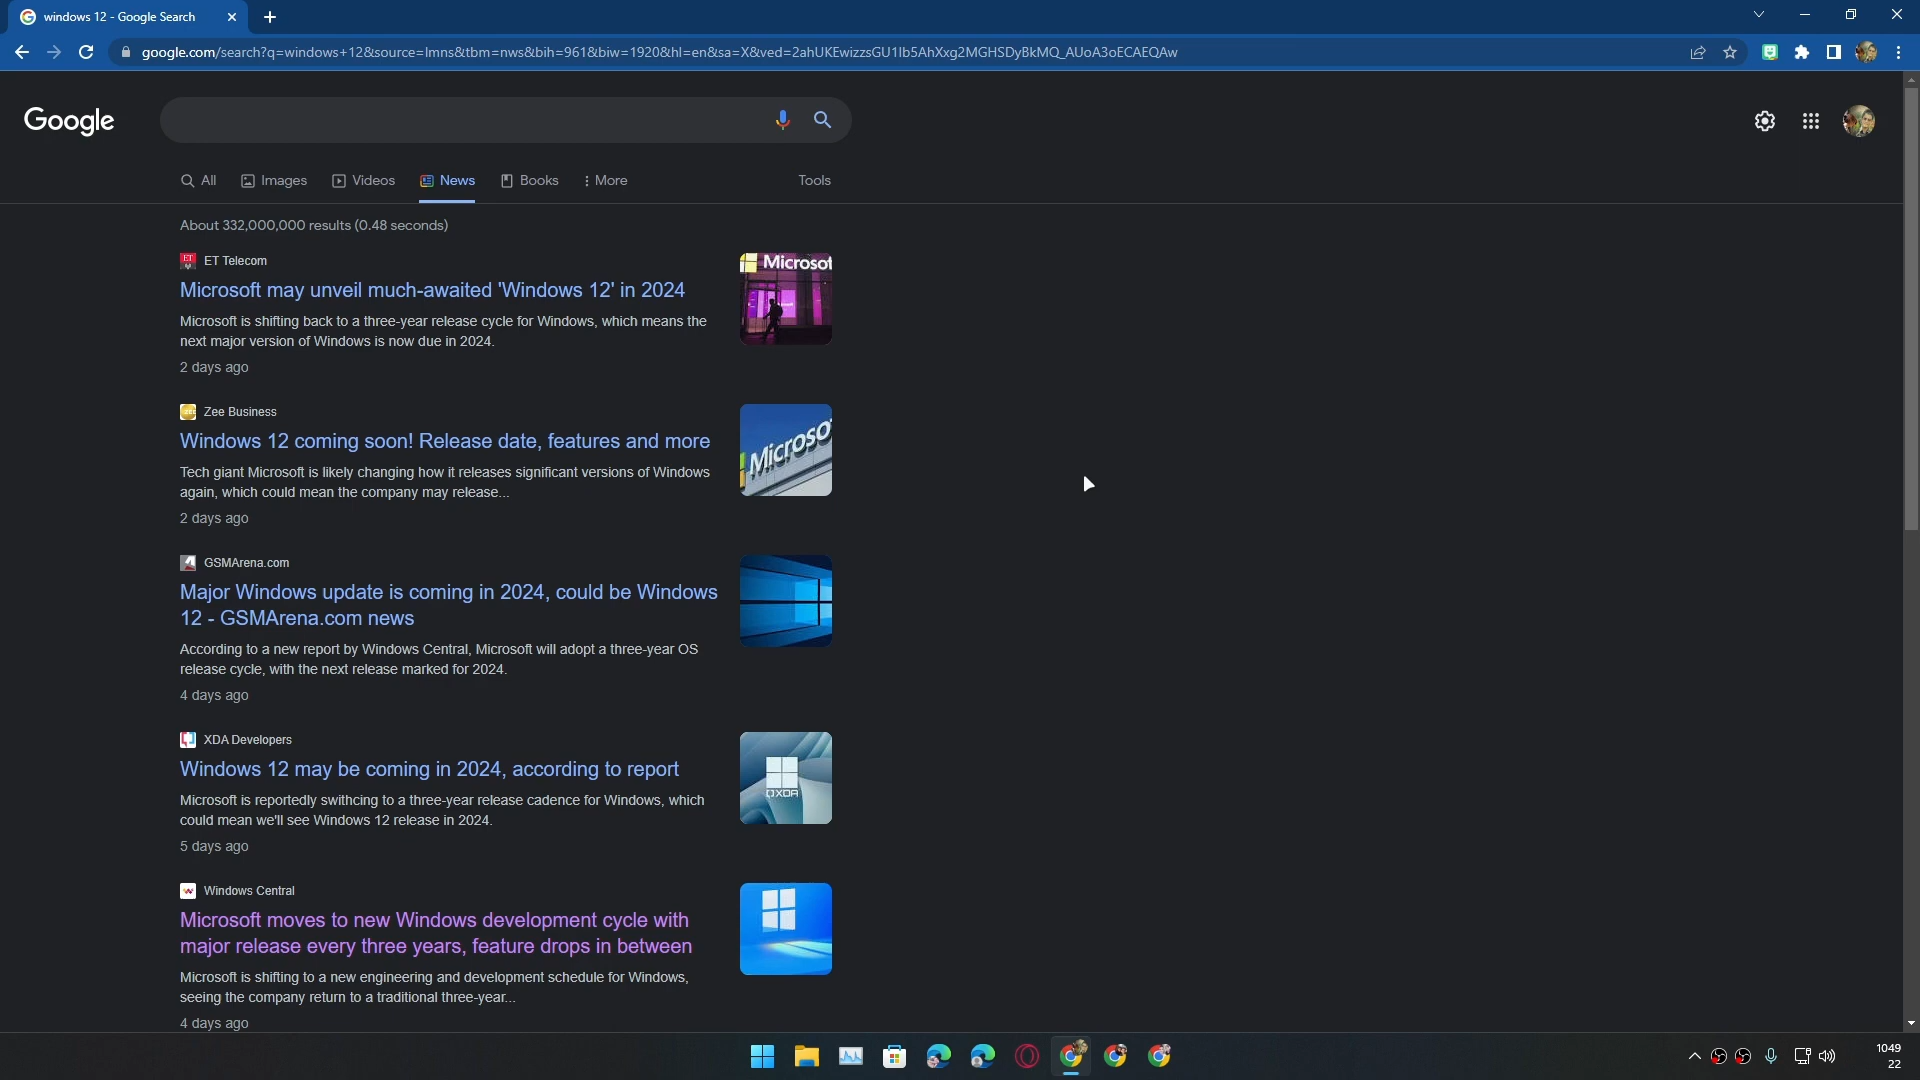 windows 12 - Google Search
google.com/search?q=windows+12&source=lmns&tbm=nws&bih=961&biw=1920&hl=en&sa=X&ved=2ahUKEwizzsGU1Ib5AhXxg2MGHSDyBkMQ_AUoA3oECAEQAw
Google
All Images Videos News Books More Tools
About 332,000,000 results (0.48 seconds)
ET Telecom
Microsoft may unveil much-awaited 'Windows 12' in 2024
Microsoft is shifting back to a three-year release cycle for Windows, which means the
next major version of Windows is now due in 2024.
2 days ago
Microsof
Zee Business
Windows 12 coming soon! Release date, features and more
Tech giant Microsoft is likely changing how it releases significant versions of Windows
again, which could mean the company may release...
2 days ago
Microso
GSMArena.com
Major Windows update is coming in 2024, could be Windows
12 - GSMArena.com news
According to a new report by Windows Central, Microsoft will adopt a three-year OS
release cycle, with the next release marked for 2024.
4 days ago
XDA Developers
Windows 12 may be coming in 2024, according to report
Microsoft is reportedly swithcing to a three-year release cadence for Windows, which
could mean we'll see Windows 12 release in 2024.
5 days ago
XDA
Windows Central
Microsoft moves to new Windows development cycle with
major release every three years, feature drops in between
Microsoft is shifting to a new engineering and development schedule for Windows,
seeing the company return to a traditional three-year...
4 days ago
1049
22